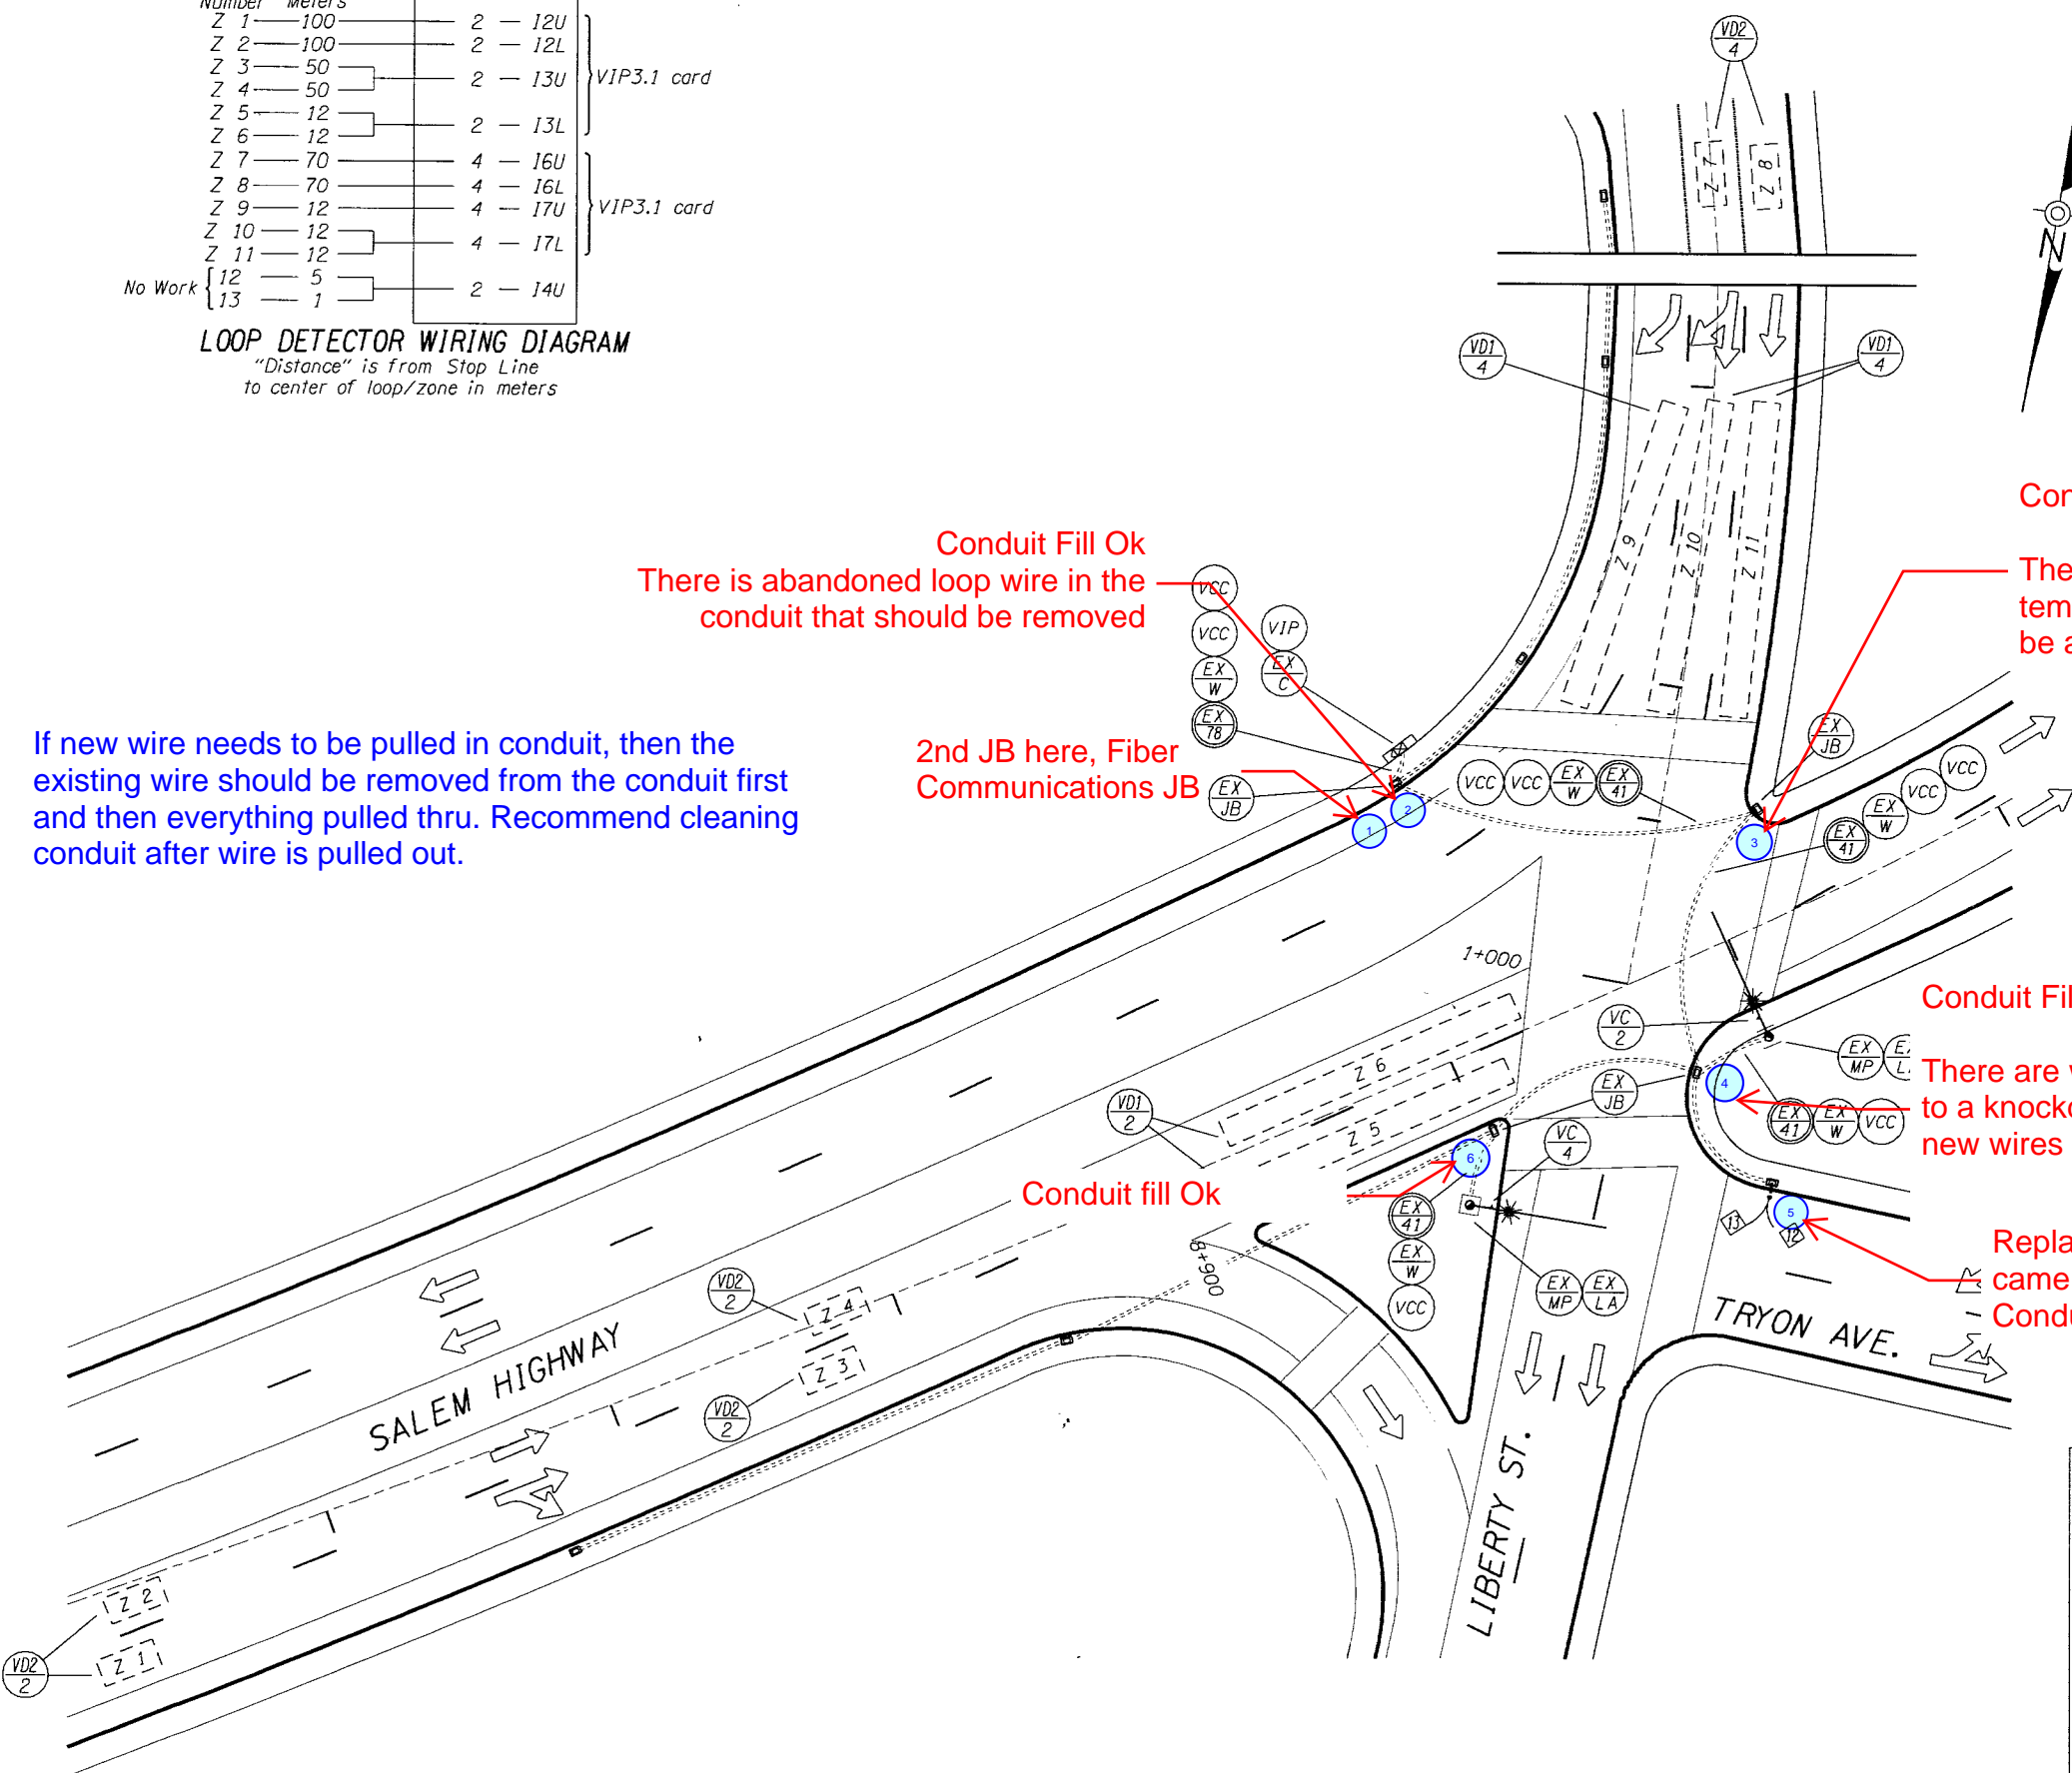 Number Meters
Z 1 100 2 — I2U
Z 2 100 2 — I2L
Z 3 50
2 — I3U VIP3.1 card
Z 4 50
Z 5 12
2 — I3L
Z 6 12
Z 7 70 4 — I6U
Z 8 70 4 — I6L
Z 9 12 4 — I7U VIP3.1 card
Z 10 12
4 — I7L
Z 11 12
No Work { 12 5
2 — I4U
13 1
LOOP DETECTOR WIRING DIAGRAM
"Distance" is from Stop Line
to center of loop/zone in meters
VD2
4
Z 7
Z 8
N
VD1
4
VD1
4
Z 9
Z 10
Z 11
Conduit Fill Ok
There is abandoned loop wire in the
conduit that should be removed
Con
The
tem
be a
VCC
VCC
EX
W
EX
78
VIP
EX
C
If new wire needs to be pulled in conduit, then the
existing wire should be removed from the conduit first
and then everything pulled thru. Recommend cleaning
conduit after wire is pulled out.
2nd JB here, Fiber
Communications JB
EX
JB
1
2
VCC VCC EX
W EX
41
EX
JB
3
EX
41
EX
W
VCC
VCC
1+000
Conduit Fil
VC
2
EX
JB
4
EX
MP
There are v
to a knocko
new wires
EX
41
EX
W
VCC
Z 6
Z 5
VD1
2
VC
4
6
Conduit fill Ok
EX
41
EX
W
VCC
13
12
5
Repla
came
Condu
EX
MP
EX
LA
8+900
VD2
2
Z 4
Z 3
VD2
2
SALEM HIGHWAY
TRYON AVE.
LIBERTY ST.
Z 2
Z 1
VD2
2